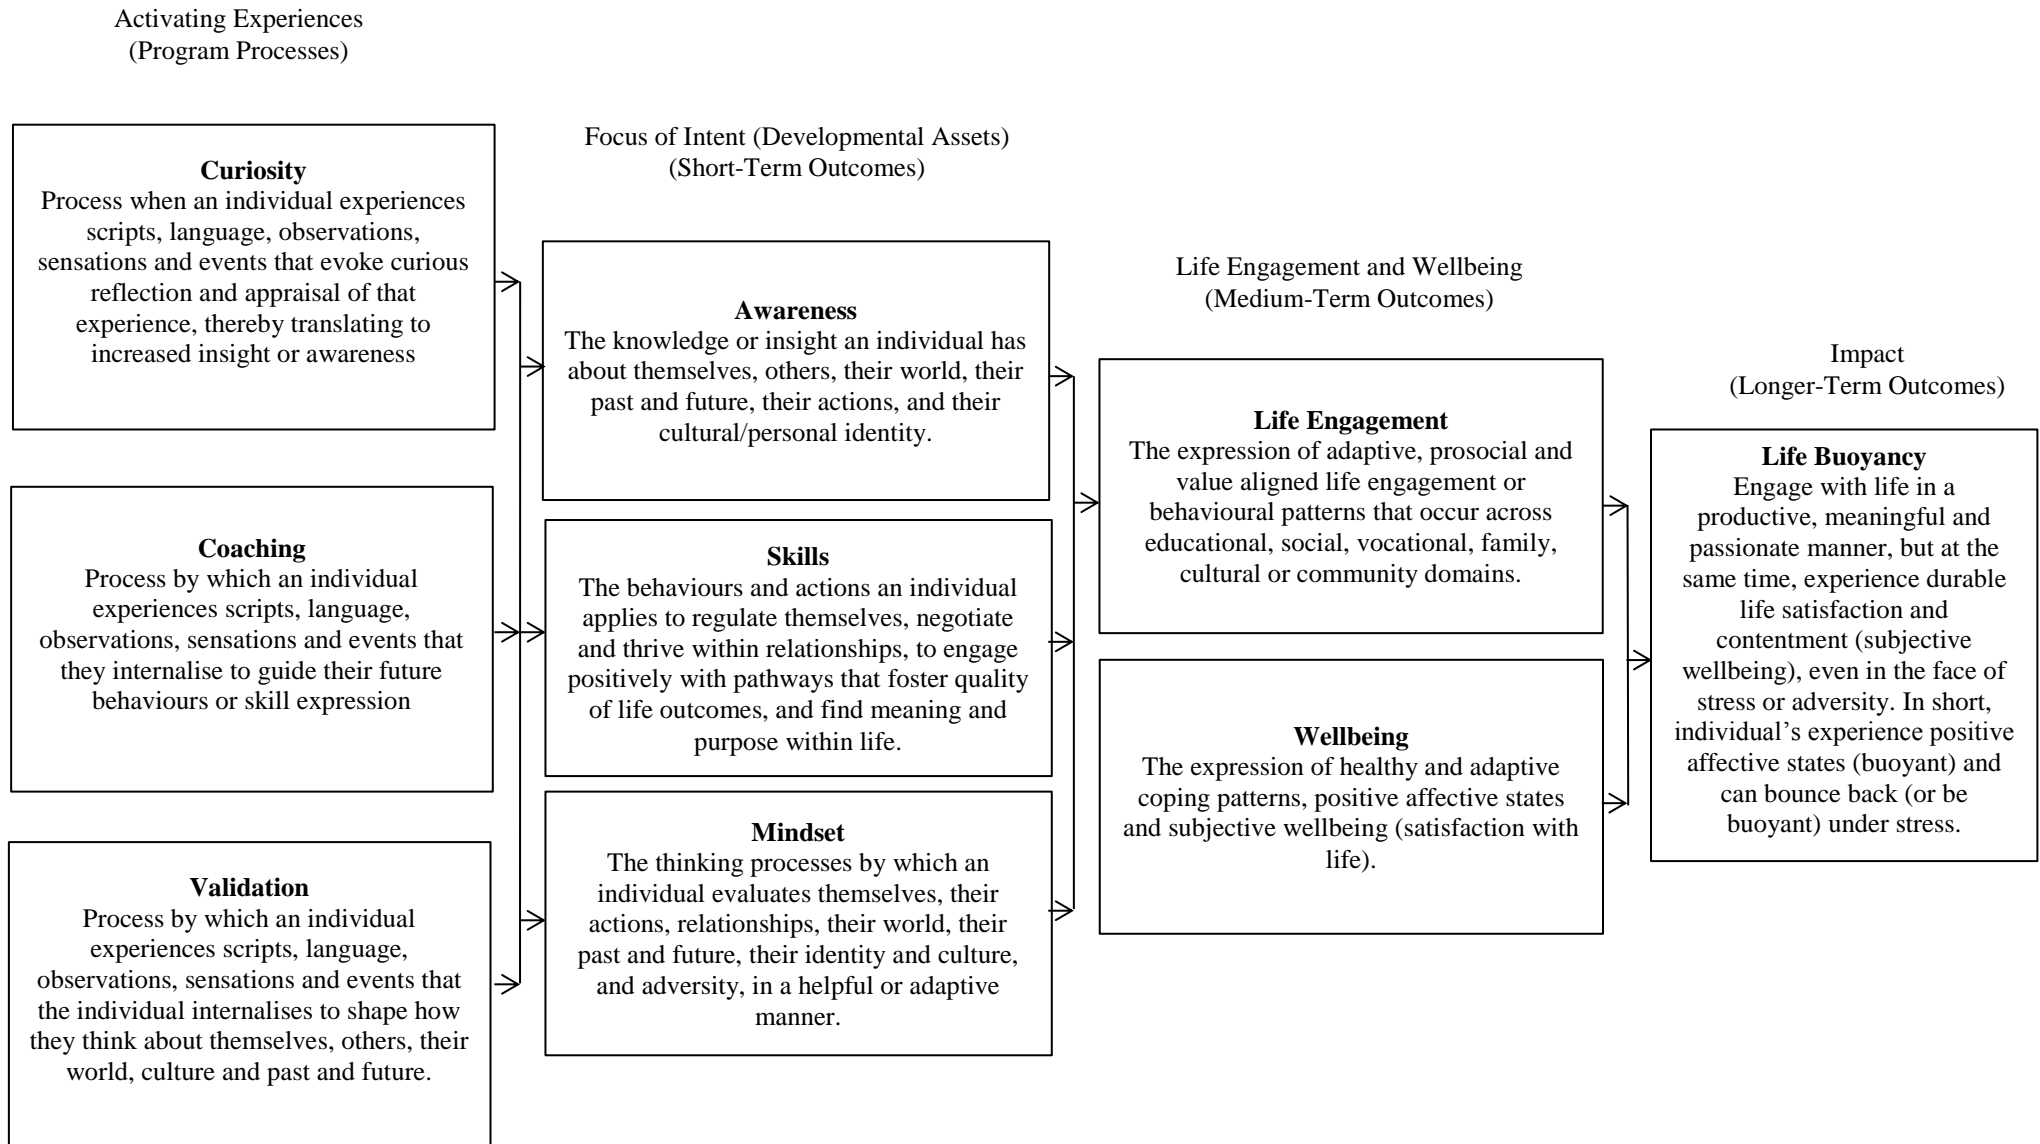 Activating Experiences
(Program Processes)
Curiosity
Process when an individual experiences
scripts, language, observations,
sensations and events that evoke curious
reflection and appraisal of that
experience, thereby translating to
increased insight or awareness
Coaching
Process by which an individual
experiences scripts, language,
observations, sensations and events that
they internalise to guide their future
behaviours or skill expression
Validation
Process by which an individual
experiences scripts, language,
observations, sensations and events that
the individual internalises to shape how
they think about themselves, others, their
world, culture and past and future.
Focus of Intent (Developmental Assets)
(Short-Term Outcomes)
Awareness
The knowledge or insight an individual has
about themselves, others, their world, their
past and future, their actions, and their
cultural/personal identity.
Skills
The behaviours and actions an individual
applies to regulate themselves, negotiate
and thrive within relationships, to engage
positively with pathways that foster quality
of life outcomes, and find meaning and
purpose within life.
Mindset
The thinking processes by which an
individual evaluates themselves, their
actions, relationships, their world, their
past and future, their identity and culture,
and adversity, in a helpful or adaptive
manner.
Life Engagement and Wellbeing
(Medium-Term Outcomes)
Life Engagement
The expression of adaptive, prosocial and
value aligned life engagement or
behavioural patterns that occur across
educational, social, vocational, family,
cultural or community domains.
Wellbeing
The expression of healthy and adaptive
coping patterns, positive affective states
and subjective wellbeing (satisfaction with
life).
Impact
(Longer-Term Outcomes)
Life Buoyancy
Engage with life in a
productive, meaningful and
passionate manner, but at the
same time, experience durable
life satisfaction and
contentment (subjective
wellbeing), even in the face of
stress or adversity. In short,
individual’s experience positive
affective states (buoyant) and
can bounce back (or be
buoyant) under stress.